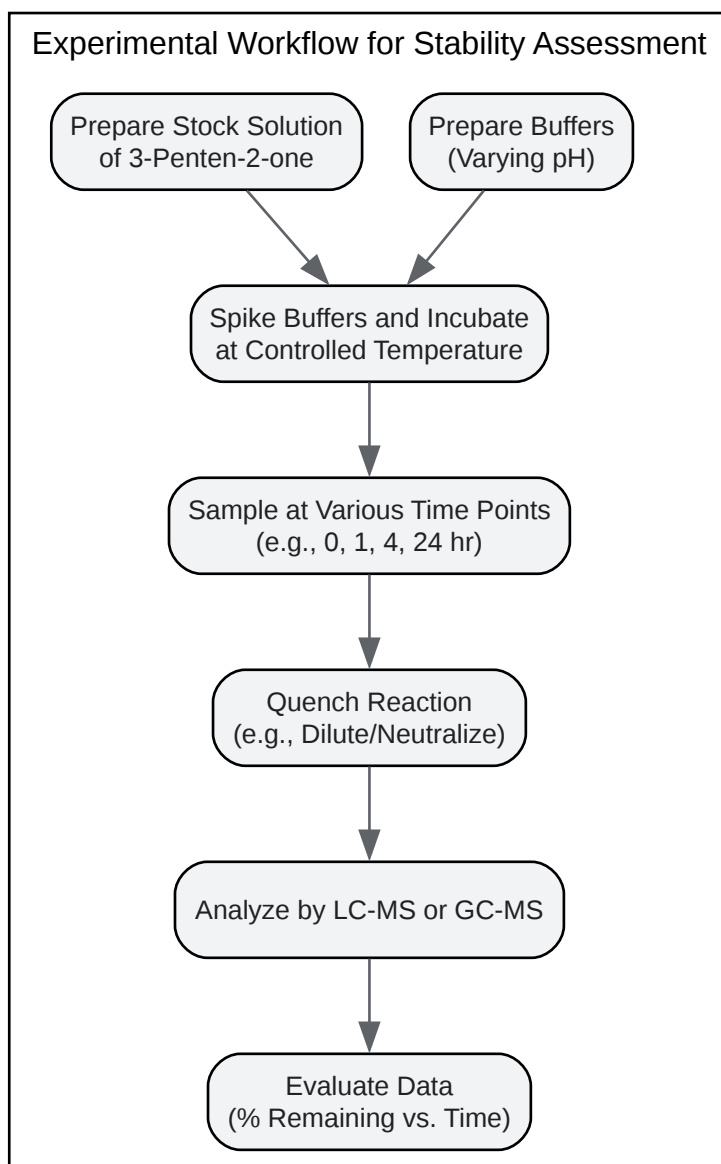 Experimental Workflow for Stability Assessment
Prepare Stock Solution
of 3-Penten-2-one
Prepare Buffers
(Varying pH)
Spike Buffers and Incubate
at Controlled Temperature
Sample at Various Time Points
(e.g., 0, 1, 4, 24 hr)
Quench Reaction
(e.g., Dilute/Neutralize)
Analyze by LC-MS or GC-MS
Evaluate Data
(% Remaining vs. Time)